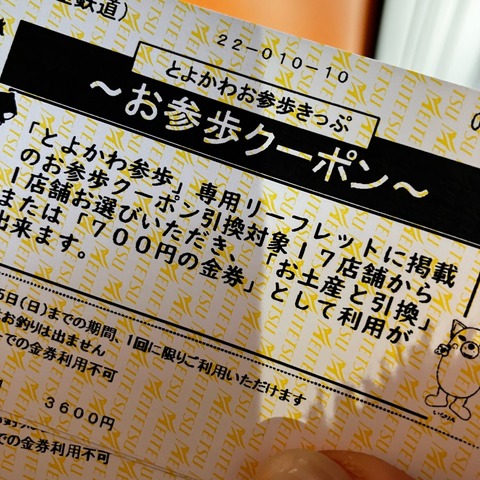 鉄道)
22-010-10
とよかわお参歩きっぷ
～お参歩クーポン～
「とよかわ参歩」専用リーフレットに掲載
のお参歩クーポン引換対象17店舗から
1店舗お選びいただき、「お土産と引換」
または「700円の金券」として利用が
出来ます。
5日(日)までの期間、1回に限りご利用いただけます
お釣りは出ません
での金券利用不可
3600円
での金券利用不可